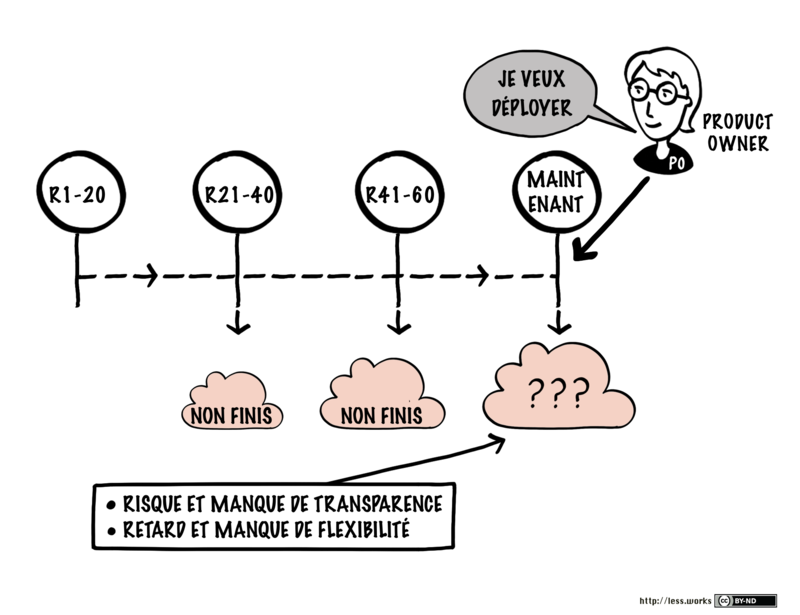 JE VEUX
DÉPLOYER
PRODUCT
OWNER
PO
R1-20
R21-40
R41-60
MAINT
ENANT
NON FINIS
NON FINIS
???
• RISQUE ET MANQUE DE TRANSPARENCE
• RETARD ET MANQUE DE FLEXIBILITÉ
http://less.works cc BY-ND